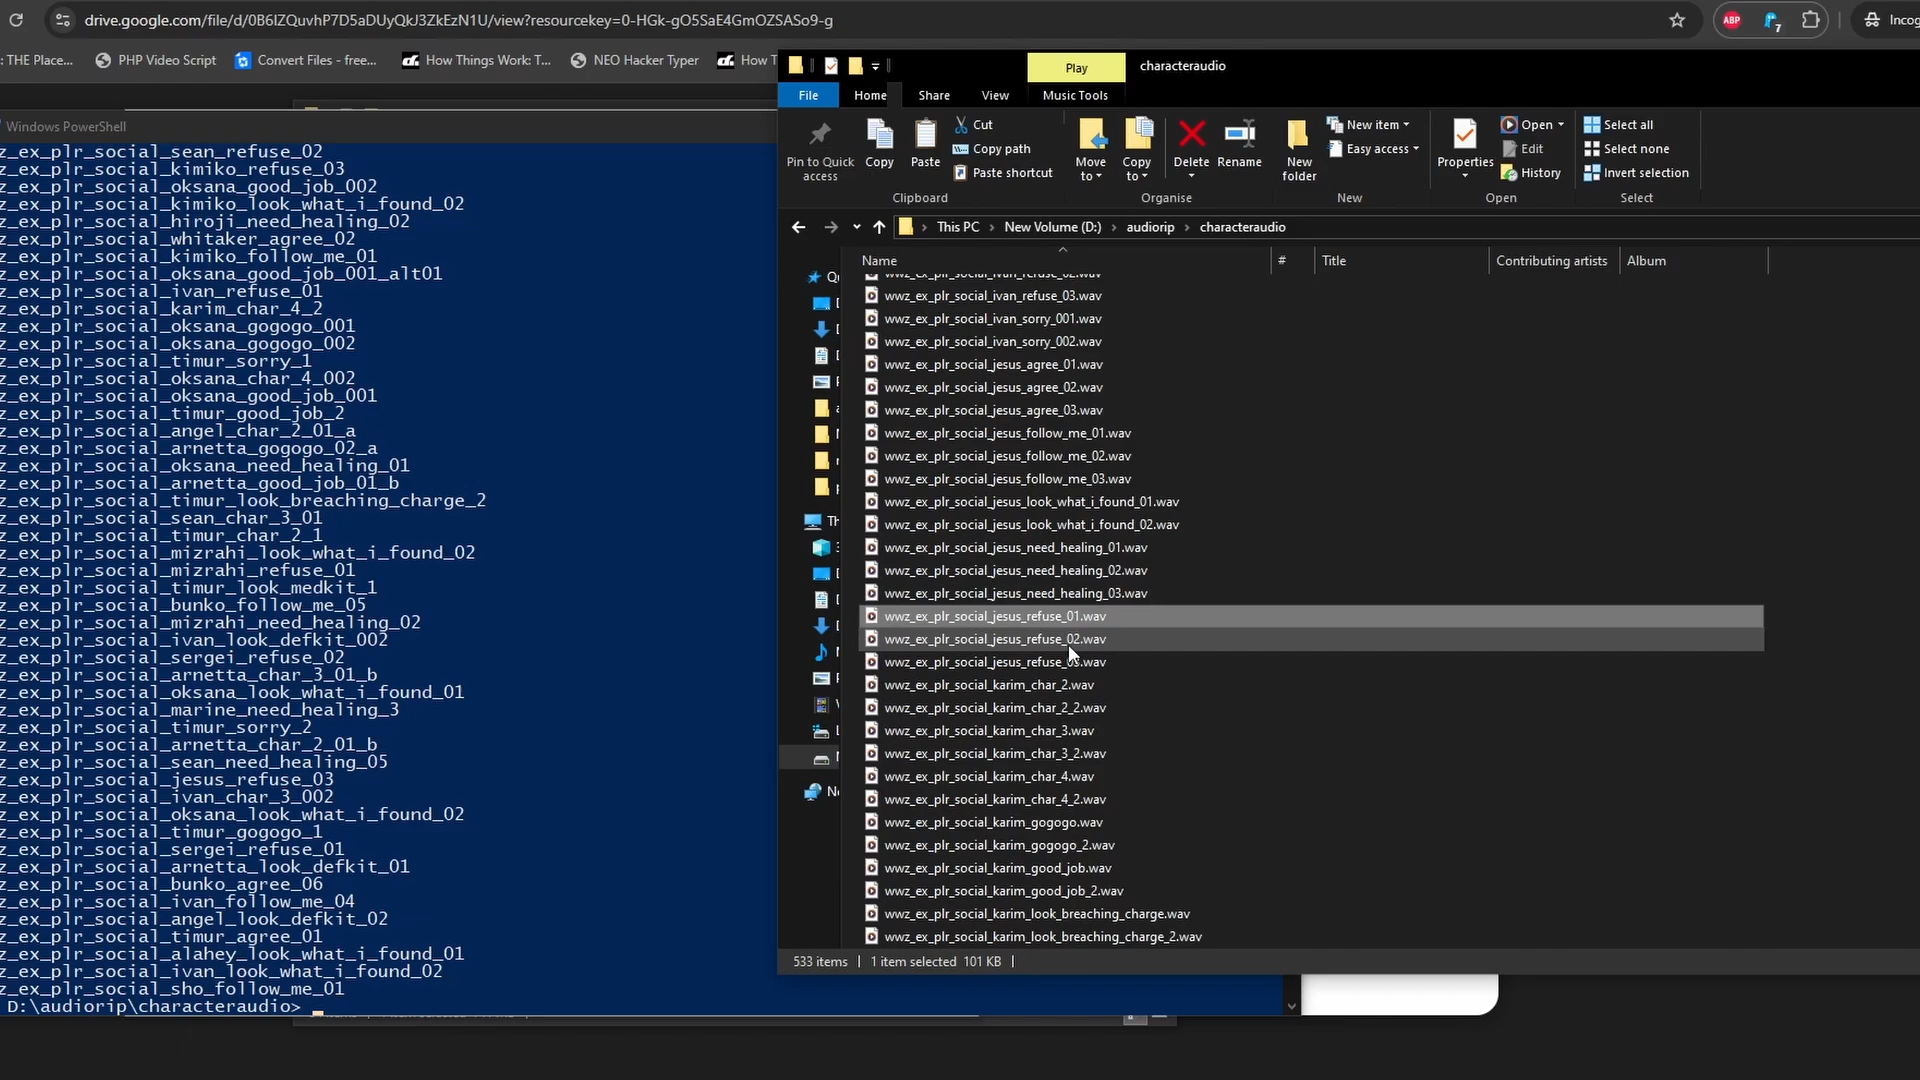 drive.google.com/file/d/0B6IZQuvhP7D5aDUyQkJ3ZkEzN1U/view?resourcekey=0-HGk-gO5SaE4GmOZSASo9-g
ABP
7
: THE Place...
PHP Video Script
Convert Files - free...
How Things Work: T...
NEO Hacker Typer
Windows PowerShell
z_ex_plr_social_sean_refuse_02
z_ex_plr_social_kimiko_refuse_03
z_ex_plr_social_oksana_good_job_002
z_ex_plr_social_kimiko_look_what_i_found_02
z_ex_plr_social_hiroji_need_healing_02
z_ex_plr_social_whitaker_agree_02
z_ex_plr_social_kimiko_follow_me_01
z_ex_plr_social_oksana_good_job_001_alt01
z_ex_plr_social_ivan_refuse_01
z_ex_plr_social_karim_char_4_2
z_ex_plr_social_oksana_gogogo_001
z_ex_plr_social_oksana_gogogo_002
z_ex_plr_social_timur_sorry_1
z_ex_plr_social_oksana_char_4_002
z_ex_plr_social_oksana_good_job_001
z_ex_plr_social_timur_good_job_2
z_ex_plr_social_angel_char_2_01_a
z_ex_plr_social_arnetta_gogogo_02_a
z_ex_plr_social_oksana_need_healing_01
z_ex_plr_social_arnetta_good_job_01_b
z_ex_plr_social_timur_look_breaching_charge_2
z_ex_plr_social_sean_char_3_01
z_ex_plr_social_timur_char_2_1
z_ex_plr_social_mizrahi_look_what_i_found_02
z_ex_plr_social_mizrahi_refuse_01
z_ex_plr_social_timur_look_medkit_1
z_ex_plr_social_bunko_follow_me_05
z_ex_plr_social_mizrahi_need_healing_02
z_ex_plr_social_ivan_look_defkit_002
z_ex_plr_social_sergei_refuse_02
z_ex_plr_social_arnetta_char_3_01_b
z_ex_plr_social_oksana_look_what_i_found_01
z_ex_plr_social_marine_need_healing_3
z_ex_plr_social_timur_sorry_2
z_ex_plr_social_arnetta_char_2_01_b
z_ex_plr_social_sean_need_healing_05
z_ex_plr_social_jesus_refuse_03
z_ex_plr_social_ivan_char_3_002
z_ex_plr_social_oksana_look_what_i_found_02
z_ex_plr_social_timur_gogogo_1
z_ex_plr_social_sergei_refuse_01
z_ex_plr_social_arnetta_look_defkit_01
z_ex_plr_social_bunko_agree_06
z_ex_plr_social_ivan_follow_me_04
z_ex_plr_social_angel_look_defkit_02
z_ex_plr_social_timur_agree_01
z_ex_plr_social_alahey_look_what_i_found_01
z_ex_plr_social_ivan_look_what_i_found_02
z_ex_plr_social_sho_follow_me_01
D:\audiorip\characteraudio>
Play
characteraudio
File
Home
Share
View
Music Tools
Pin to Quick access
Copy
Paste
Cut
Copy path
Paste shortcut
Clipboard
Move to
Copy to
Delete
Rename
Organise
New folder
New item
Easy access
New
Properties
Open
Edit
History
Open
Select all
Select none
Invert selection
Select
This PC
New Volume (D:)
audiorip
characteraudio
Name
#
Title
Contributing artists
Album
wwz_ex_plr_social_ivan_refuse_02.wav
wwz_ex_plr_social_ivan_refuse_03.wav
wwz_ex_plr_social_ivan_sorry_001.wav
wwz_ex_plr_social_ivan_sorry_002.wav
wwz_ex_plr_social_jesus_agree_01.wav
wwz_ex_plr_social_jesus_agree_02.wav
wwz_ex_plr_social_jesus_agree_03.wav
wwz_ex_plr_social_jesus_follow_me_01.wav
wwz_ex_plr_social_jesus_follow_me_02.wav
wwz_ex_plr_social_jesus_follow_me_03.wav
wwz_ex_plr_social_jesus_look_what_i_found_01.wav
wwz_ex_plr_social_jesus_look_what_i_found_02.wav
wwz_ex_plr_social_jesus_need_healing_01.wav
wwz_ex_plr_social_jesus_need_healing_02.wav
wwz_ex_plr_social_jesus_need_healing_03.wav
wwz_ex_plr_social_jesus_refuse_01.wav
wwz_ex_plr_social_jesus_refuse_02.wav
wwz_ex_plr_social_jesus_refuse_03.wav
wwz_ex_plr_social_karim_char_2.wav
wwz_ex_plr_social_karim_char_2_2.wav
wwz_ex_plr_social_karim_char_3.wav
wwz_ex_plr_social_karim_char_3_2.wav
wwz_ex_plr_social_karim_char_4.wav
wwz_ex_plr_social_karim_char_4_2.wav
wwz_ex_plr_social_karim_gogogo.wav
wwz_ex_plr_social_karim_gogogo_2.wav
wwz_ex_plr_social_karim_good_job.wav
wwz_ex_plr_social_karim_good_job_2.wav
wwz_ex_plr_social_karim_look_breaching_charge.wav
wwz_ex_plr_social_karim_look_breaching_charge_2.wav
533 items
1 item selected 101 KB